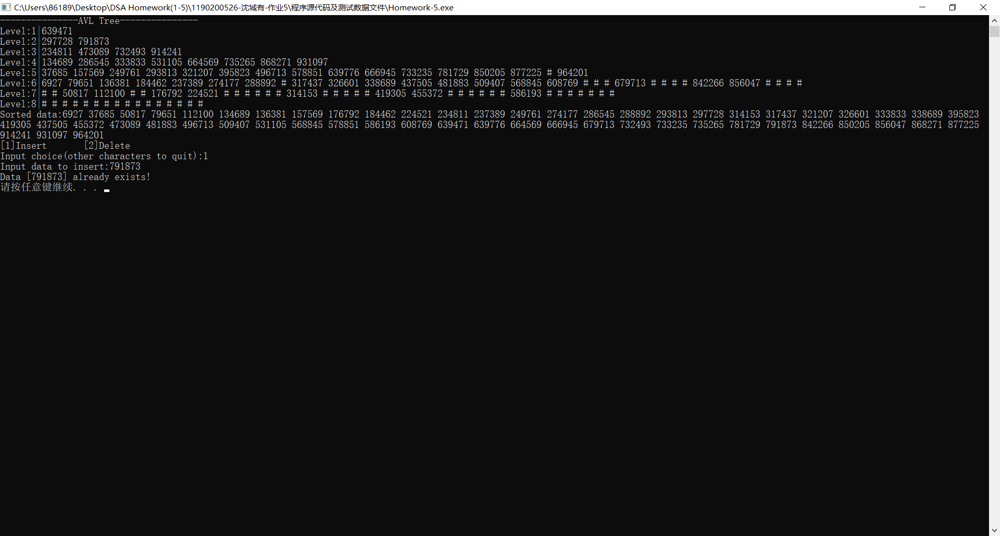 C:\Users\86189\Desktop\DSA Homework(1-5)\1190200526-沈城有-作业5\程序源代码及测试数据文件\Homework-5.exe
---------------AVL Tree---------------
Level:1|639471
Level:2|297728 791873
Level:3|234811 473089 732493 914241
Level:4|134689 286545 333833 531105 664569 735265 868271 931097
Level:5|37685 157569 249761 293813 321207 395823 496713 578851 639776 666945 733235 781729 850205 877225 # 964201
Level:6|6927 79651 136381 184462 237389 274177 288892 # 317437 326601 338689 437505 481883 509407 568845 608769 # # # 679713 # # # # 842266 856047 # # # #
Level:7|# # 50817 112100 # # 176792 224521 # # # # # # 314153 # # # # # 419305 455372 # # # # # # 586193 # # # # # # #
Level:8|# # # # # # # # # # # # # # # #
Sorted data:6927 37685 50817 79651 112100 134689 136381 157569 176792 184462 224521 234811 237389 249761 274177 286545 288892 293813 297728 314153 317437 321207 326601 333833 338689 395823
419305 437505 455372 473089 481883 496713 509407 531105 568845 578851 586193 608769 639471 639776 664569 666945 679713 732493 733235 735265 781729 791873 842266 850205 856047 868271 877225
914241 931097 964201
[1]Insert       [2]Delete
Input choice(other characters to quit):1
Input data to insert:791873
Data [791873] already exists!
请按任意键继续. . .